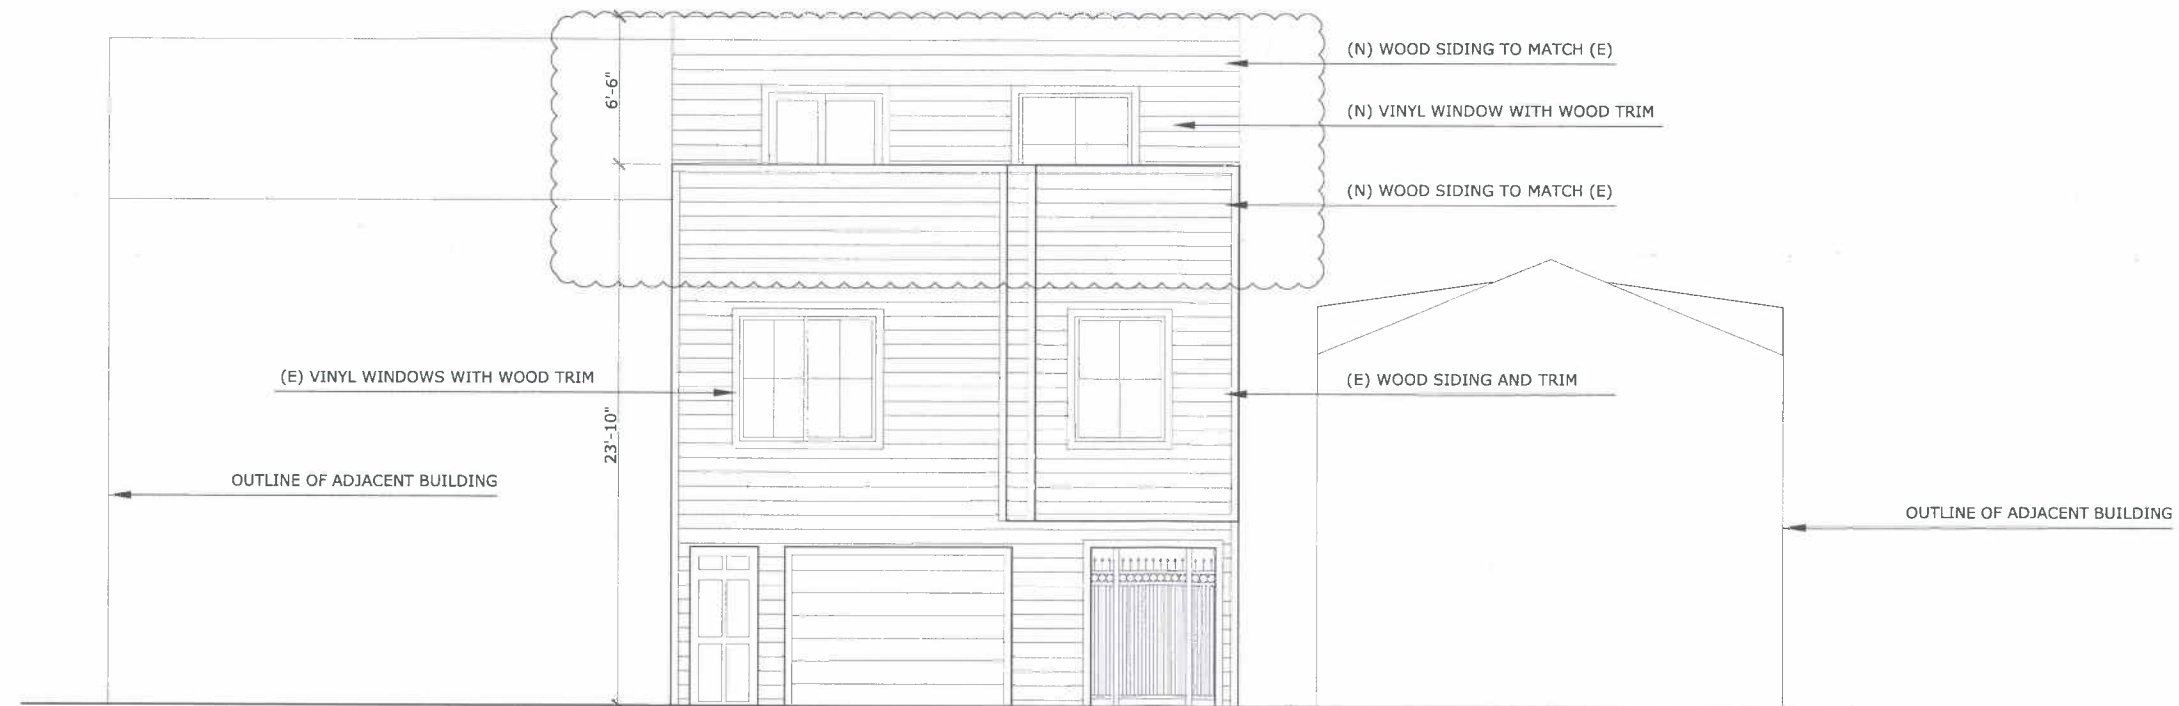 (N) WOOD SIDING TO MATCH (E)
6'-6"
(N) VINYL WINDOW WITH WOOD TRIM
(N) WOOD SIDING TO MATCH (E)
(E) VINYL WINDOWS WITH WOOD TRIM
(E) WOOD SIDING AND TRIM
23'-10"
OUTLINE OF ADJACENT BUILDING
OUTLINE OF ADJACENT BUILDING